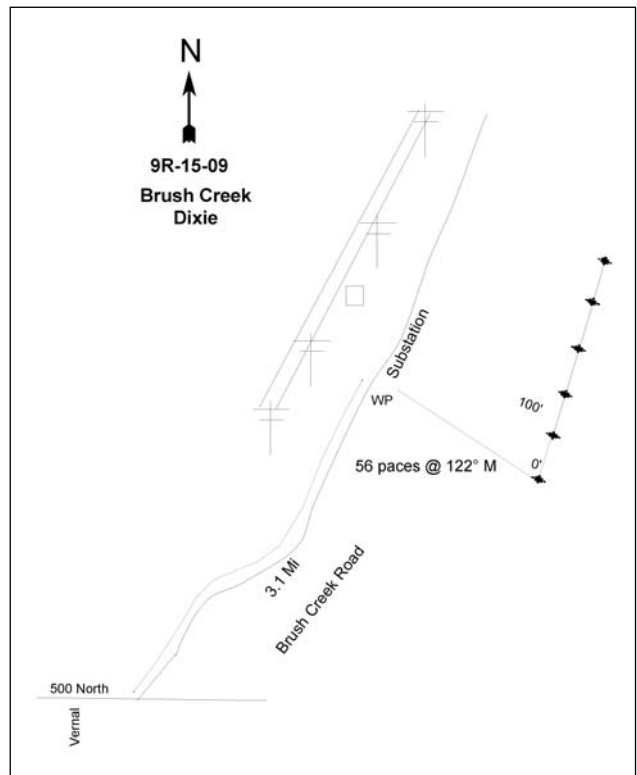 N
9R-15-09
Brush Creek
Dixie
Substation
WP
100'
56 paces @ 122° M
0'
3.1 Mi
Brush Creek Road
500 North
Vernal